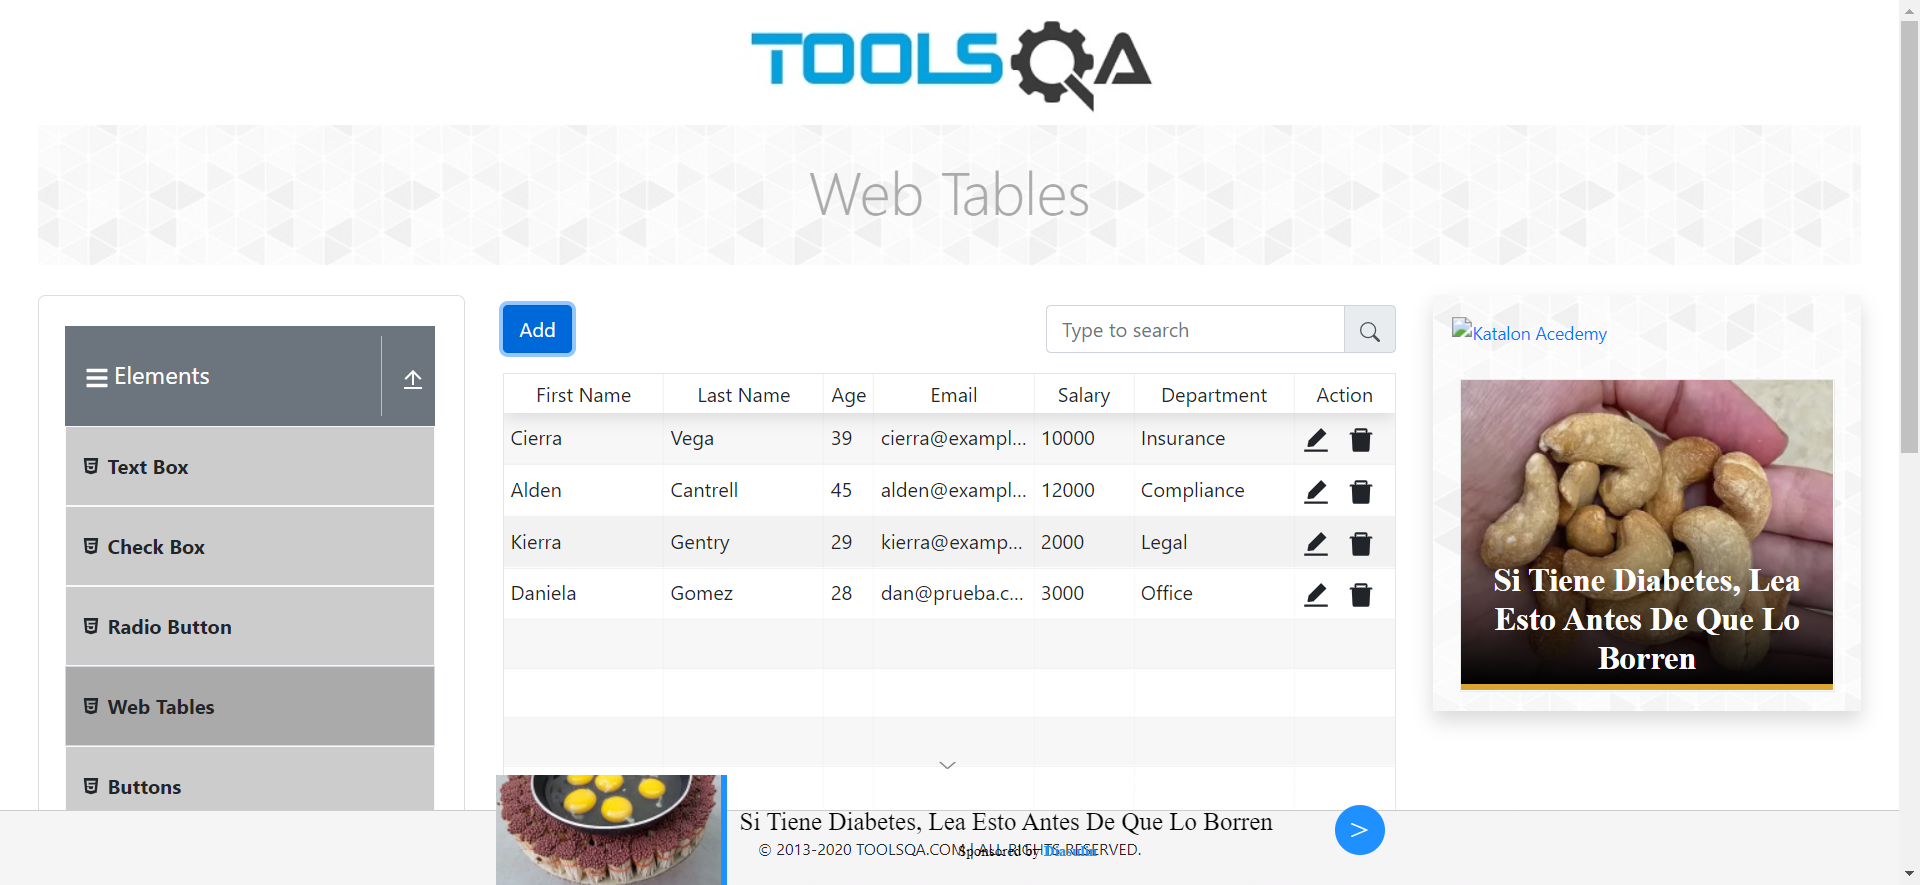 TOOLSQA
Web Tables
Elements
Text Box
Check Box
Radio Button
Web Tables
Buttons
Add
Type to search
First Name Last Name Age Email Salary Department Action
Cierra Vega 39 cierra@exampl... 10000 Insurance
Alden Cantrell 45 alden@exampl... 12000 Compliance
Kierra Gentry 29 kierra@examp... 2000 Legal
Daniela Gomez 28 dan@prueba.c... 3000 Office
Katalon Acedemy
Si Tiene Diabetes, Lea
Esto Antes De Que Lo
Borren
Si Tiene Diabetes, Lea Esto Antes De Que Lo Borren
© 2013-2020 TOOLSQA.COM | ALL RIGHTS RESERVED.
Sponsored by